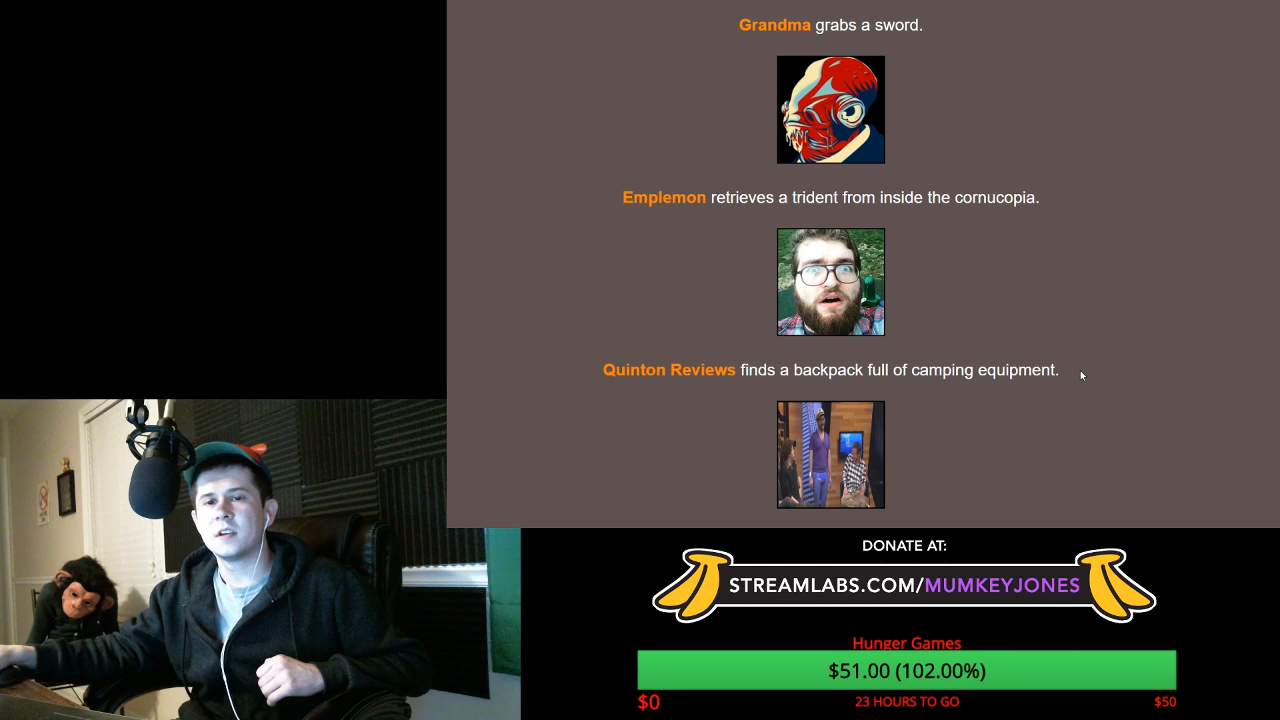 Grandma grabs a sword.
Emplemon retrieves a trident from inside the cornucopia.
Quinton Reviews finds a backpack full of camping equipment.
DONATE AT:
STREAMLABS.COM/MUMKEYJONES
Hunger Games
$51.00 (102.00%)
$0 23 HOURS TO GO $50